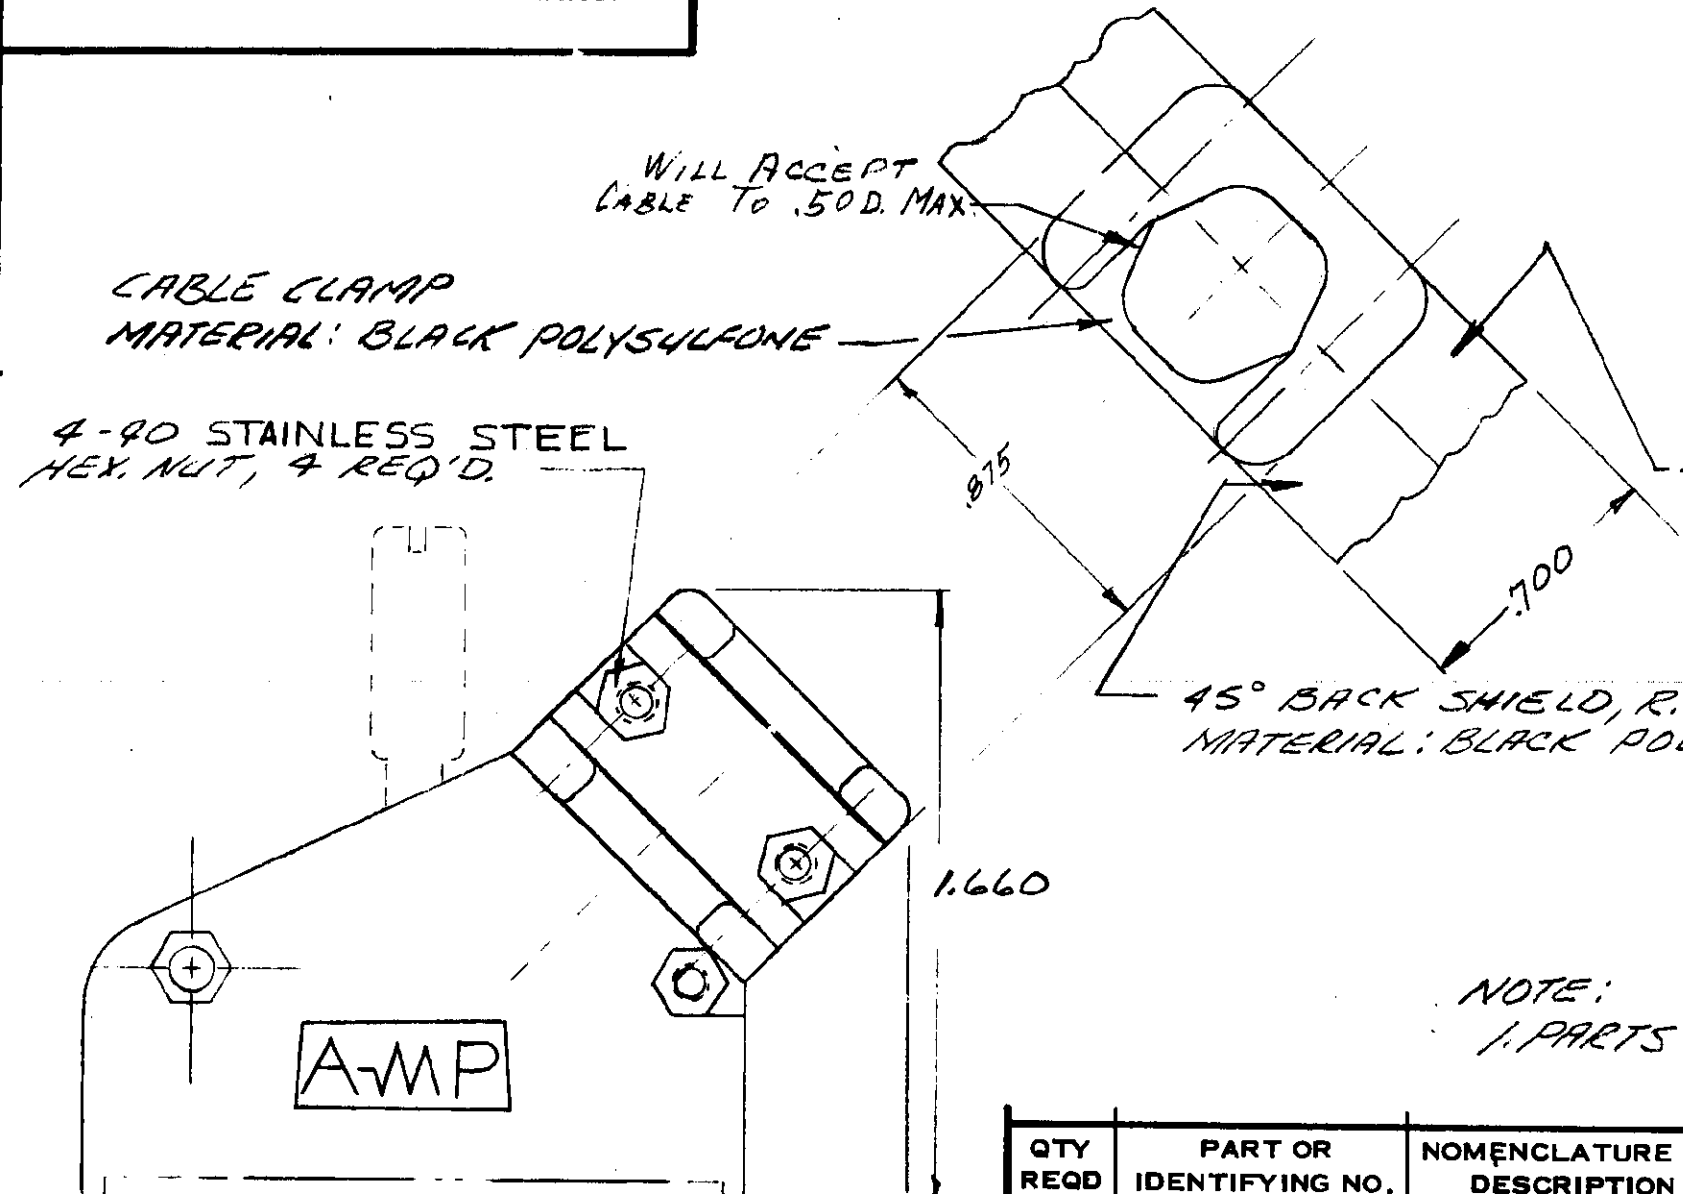 WILL ACCEPT
CABLE TO .50 D. MAX.
CABLE CLAMP
MATERIAL: BLACK POLYSULFONE
4-40 STAINLESS STEEL
HEX. NUT, 4 REQ'D.
.875
.700
45° BACK SHIELD, R.
MATERIAL: BLACK POL
1.660
NOTE:
1. PARTS
AMP
QTY REQD
PART OR IDENTIFYING NO.
NOMENCLATURE DESCRIPTION